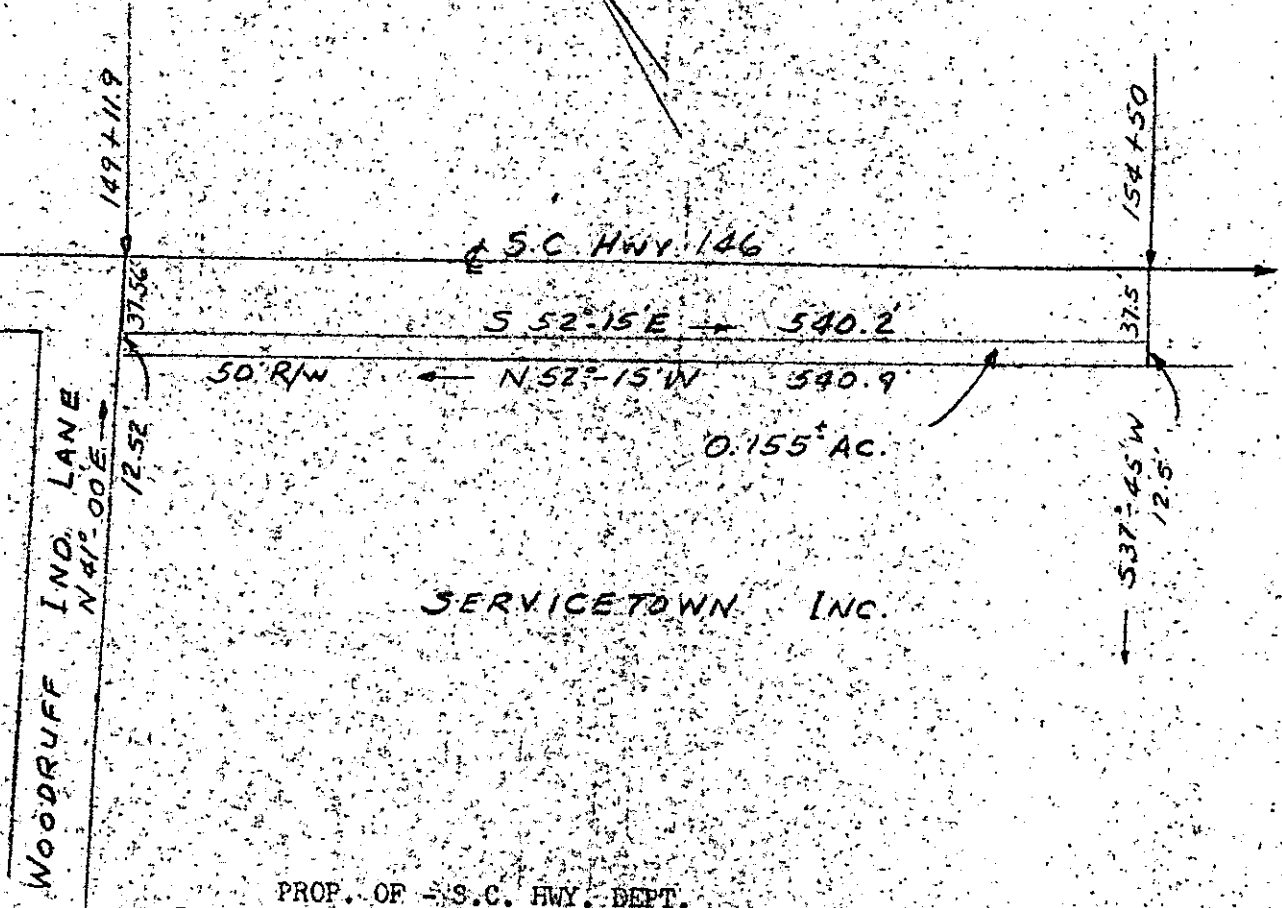 149+11.9
154+50
℄ S.C HWY. 146
37.56
37.5'
S 52°-15'E → 540.2'
50' R/W ← N 52°-15'W 540.9'
12.52'
0.155± AC.
WOODRUFF IND. LANE
N 41°-00'E →
← S37°-45'W
12.5'
SERVICETOWN INC.
PROP. OF - S.C. HWY. DEPT.